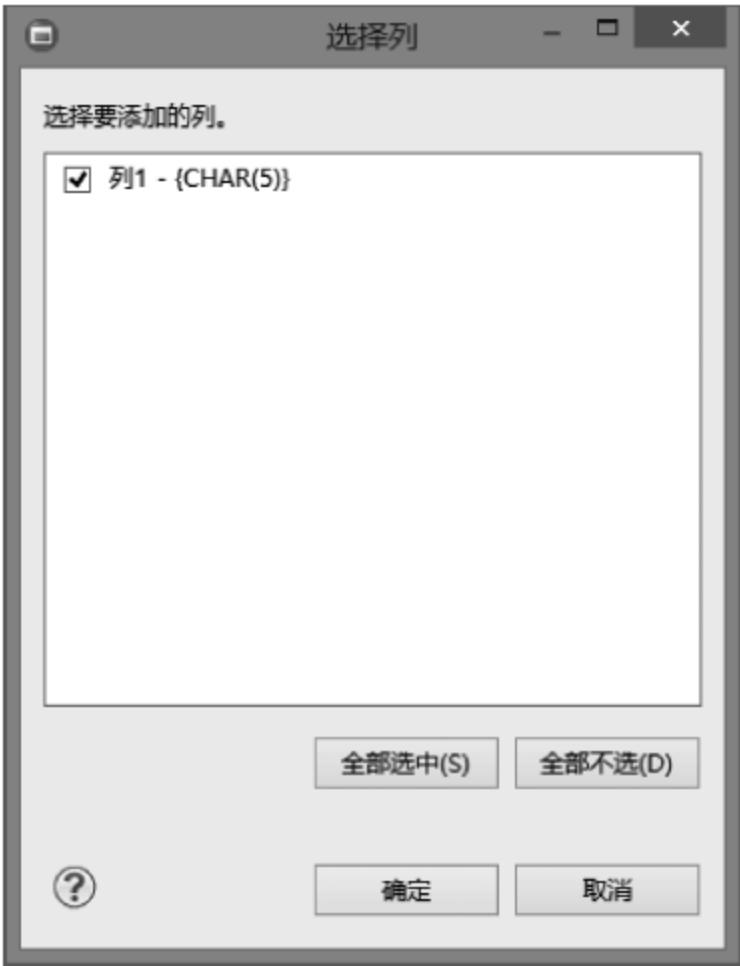 选择列
选择要添加的列。
列1 - {CHAR(5)}
全部选中(S) 全部不选(D)
确定 取消